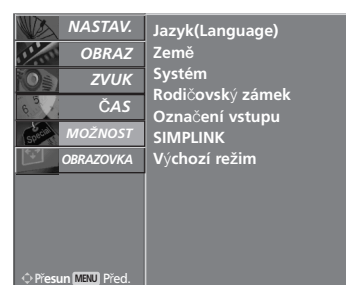 NASTAV.
OBRAZ
ZVUK
ČAS
MOŽNOST
OBRAZOVKA
Jazyk(Language)
Země
Systém
Rodičovský zámek
Označení vstupu
SIMPLINK
Výchozí režim
Přesun MENU Před.